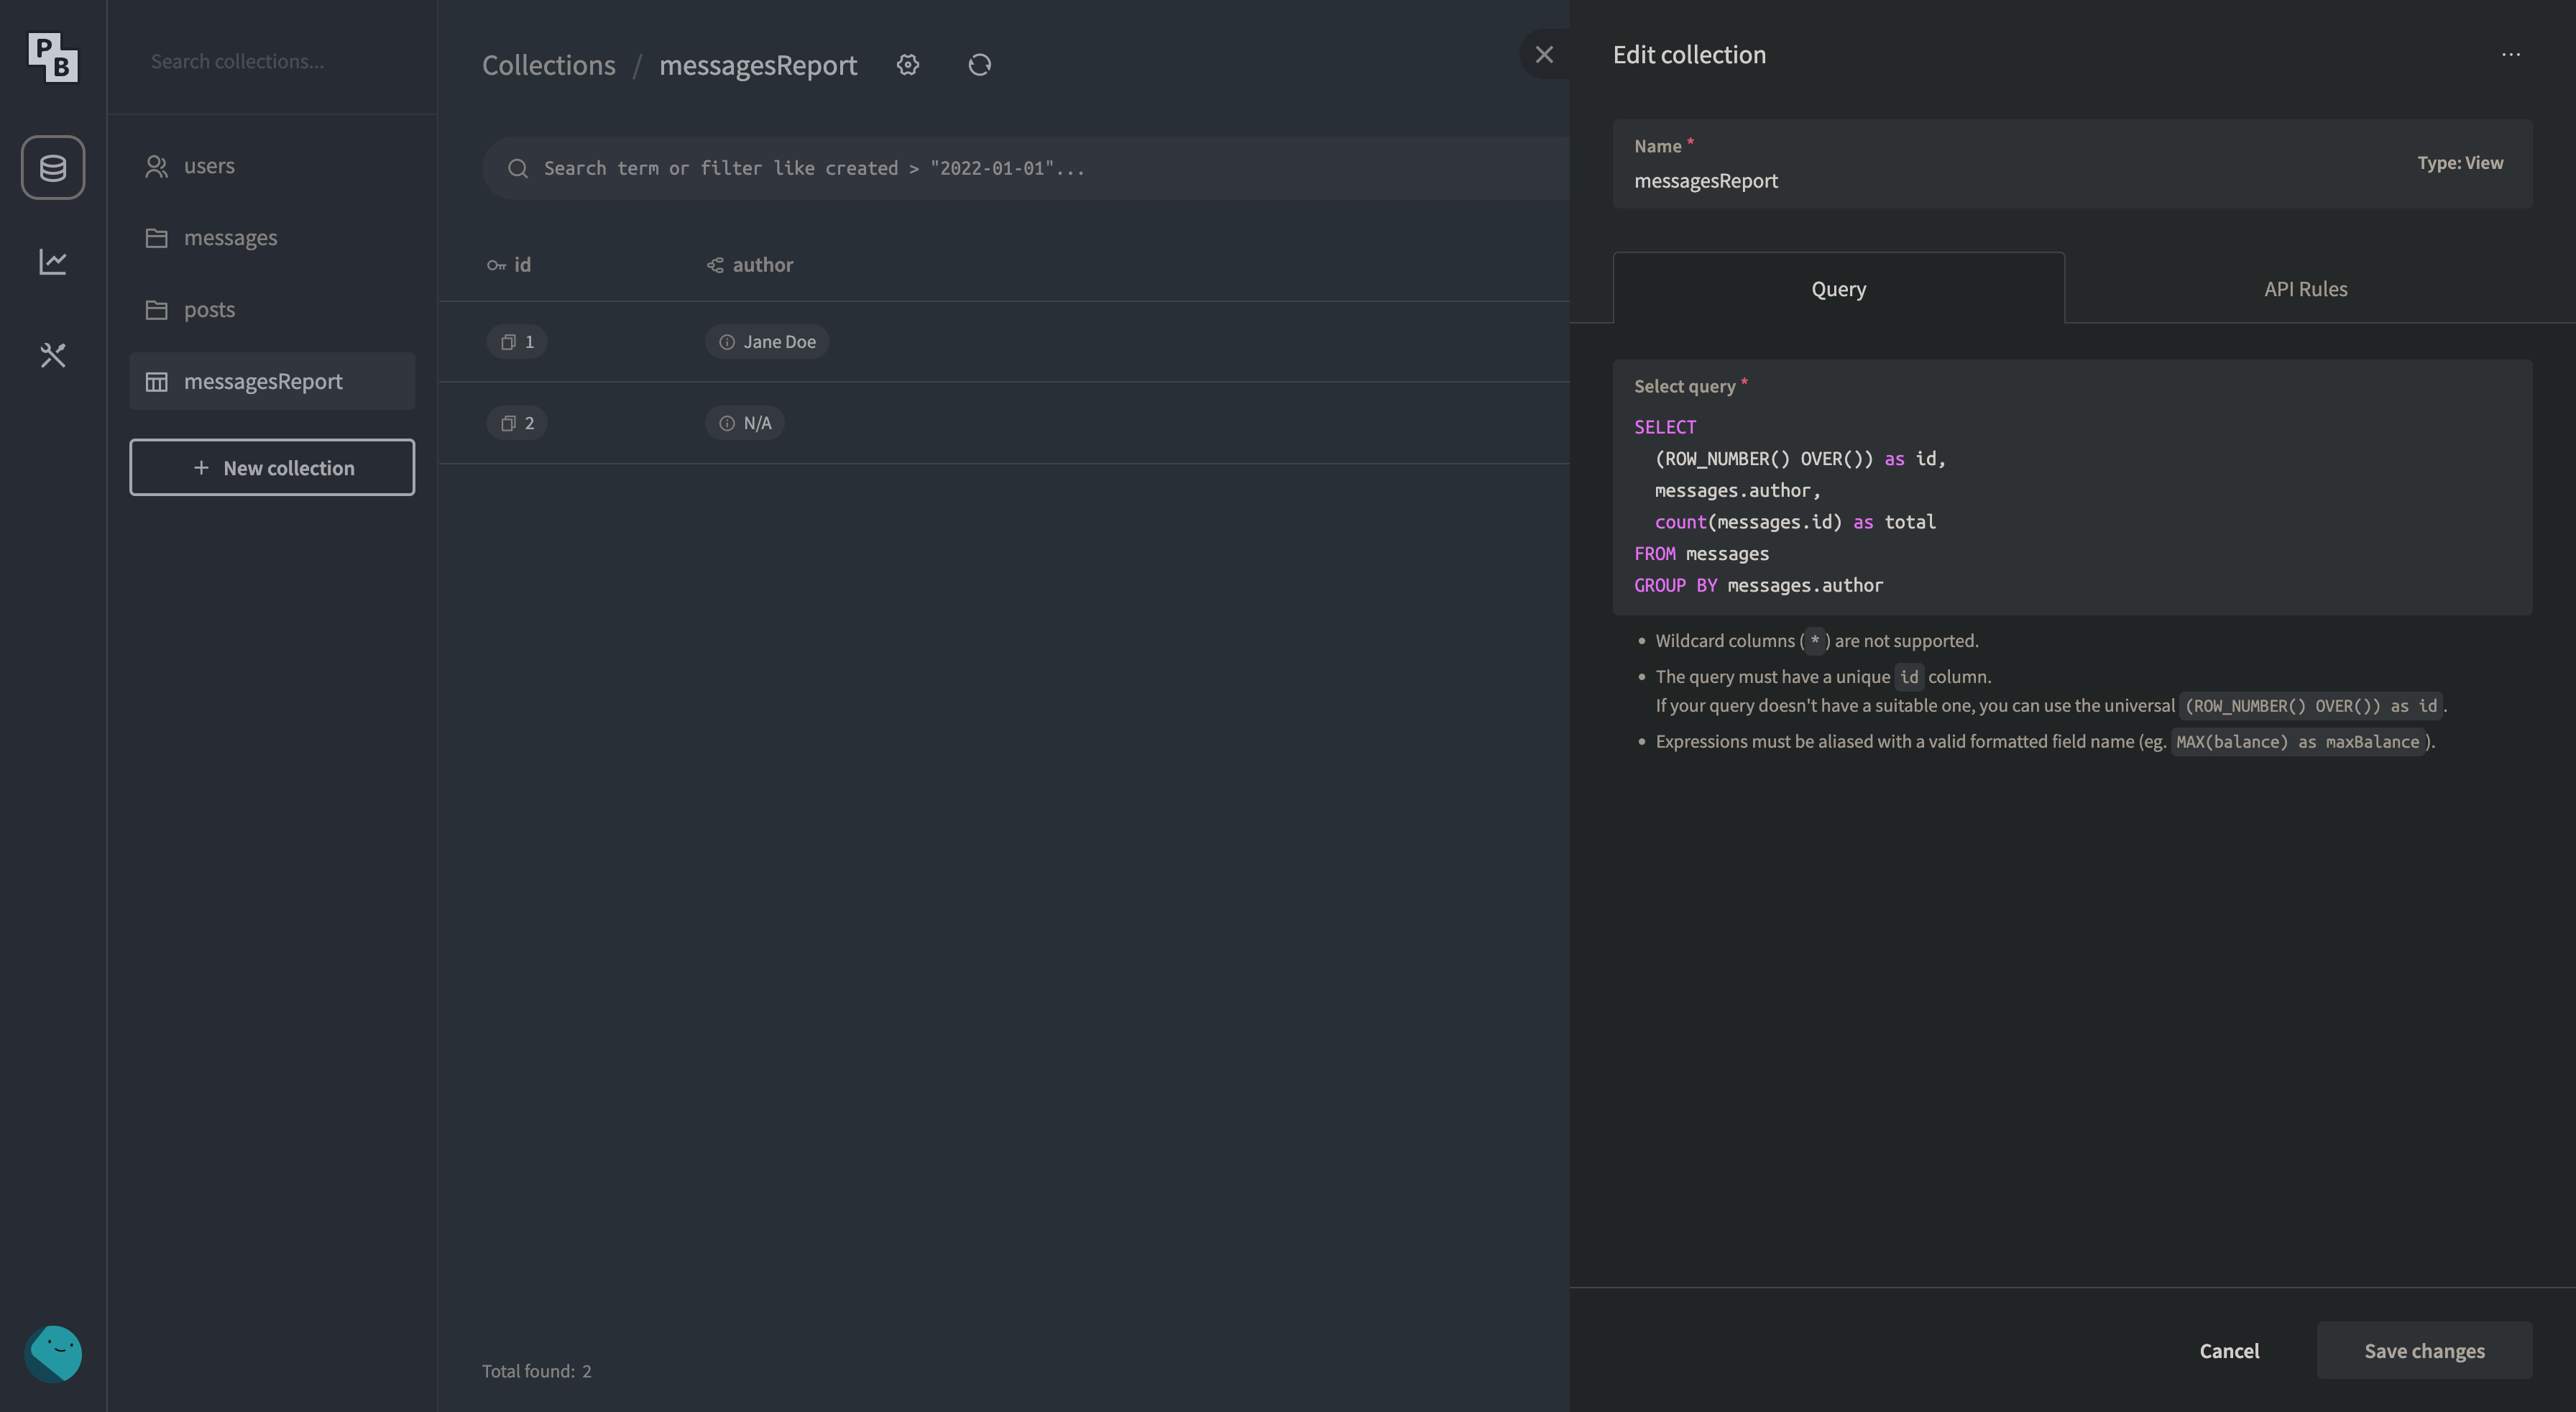 P
B
Search collections...
users
messages
posts
messagesReport
+ New collection
Collections / messagesReport
Search term or filter like created > "2022-01-01"...
id author
1 Jane Doe
2 N/A
Total found: 2
Edit collection
...
Name *
messagesReport
Type: View
Query API Rules
Select query *
SELECT
(ROW_NUMBER() OVER()) as id,
messages.author,
count(messages.id) as total
FROM messages
GROUP BY messages.author
• Wildcard columns ( * ) are not supported.
• The query must have a unique id column.
If your query doesn't have a suitable one, you can use the universal (ROW_NUMBER() OVER()) as id .
• Expressions must be aliased with a valid formatted field name (eg. MAX(balance) as maxBalance ).
Cancel Save changes